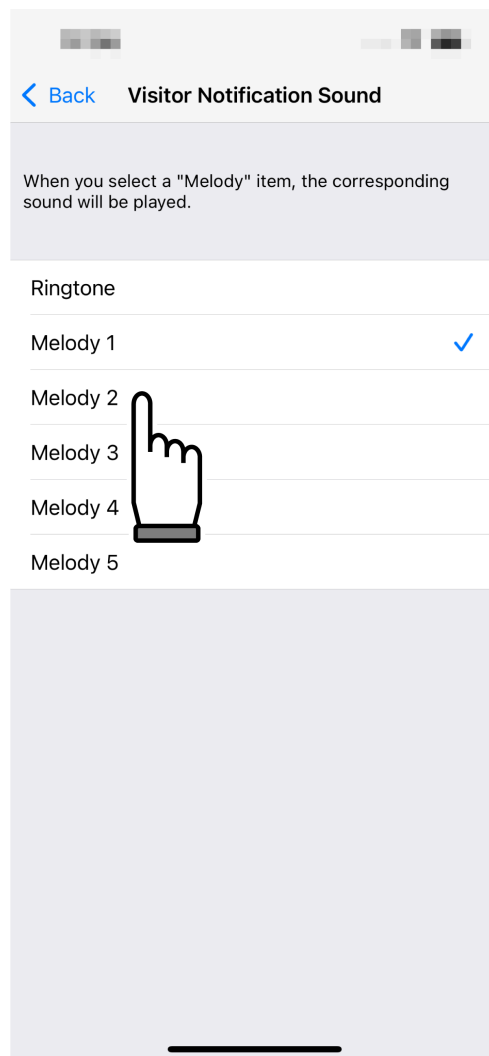 Back Visitor Notification Sound
When you select a "Melody" item, the corresponding
sound will be played.
Ringtone
Melody 1
Melody 2
Melody 3
Melody 4
Melody 5